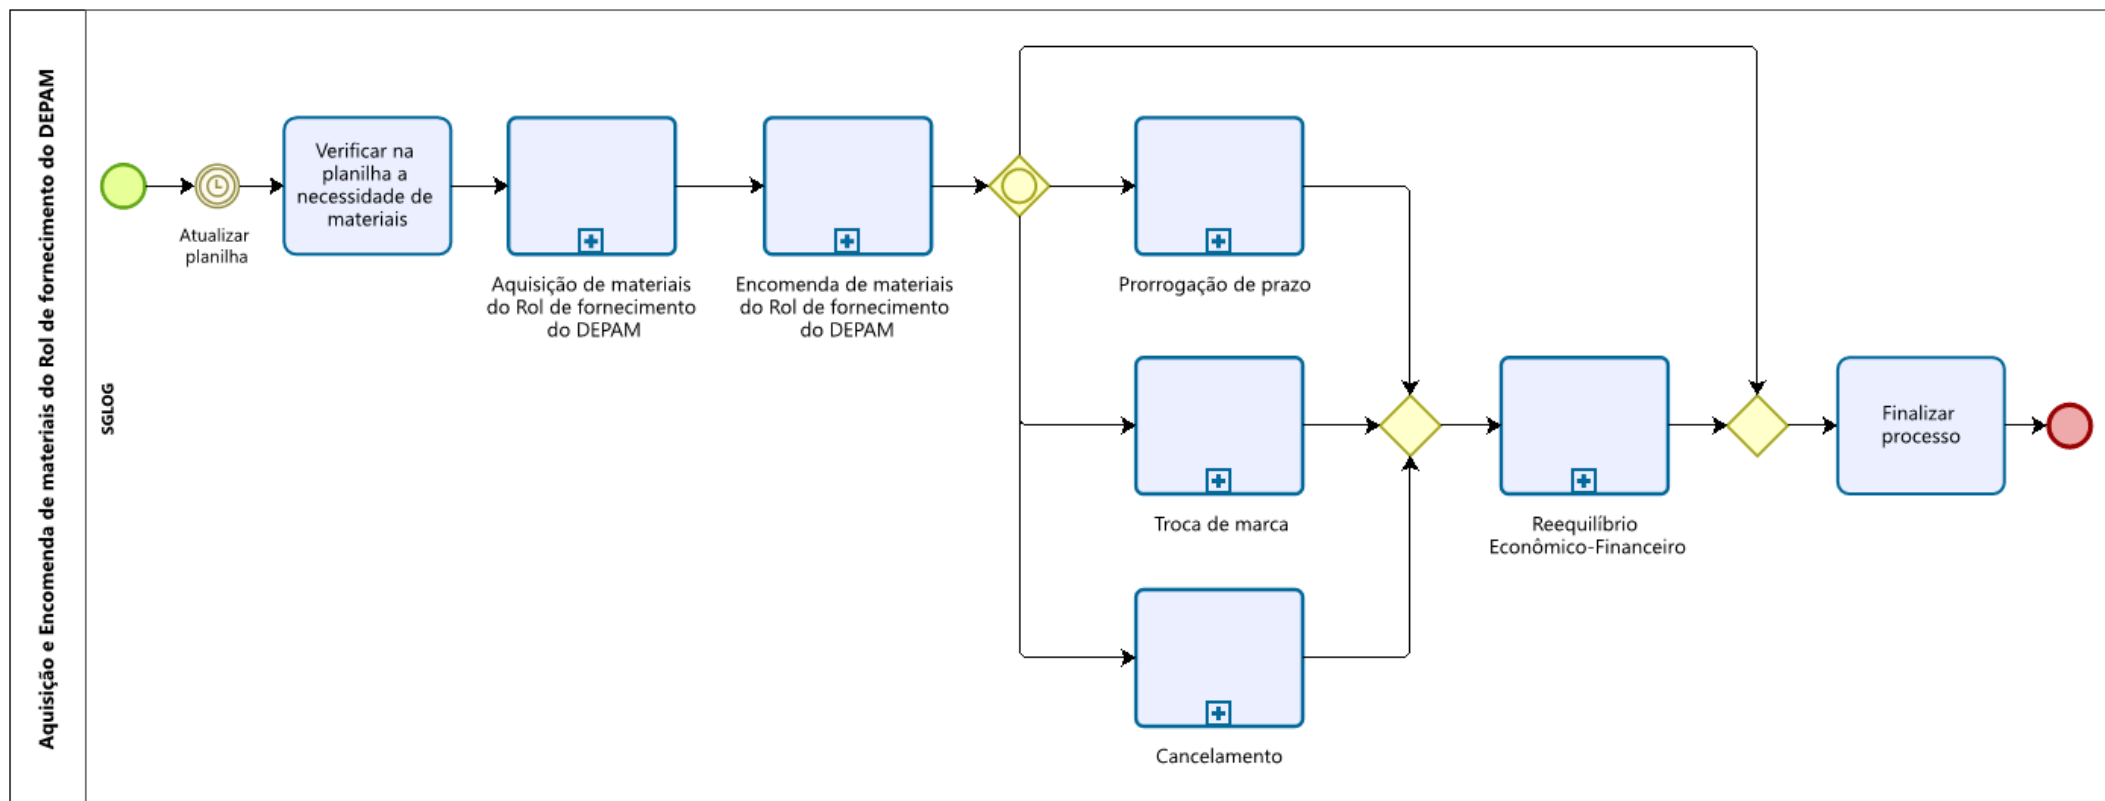 Aquisição e Encomenda de materiais do Rol de fornecimento do DEPAM
SGLOG
Atualizar
planilha
Verificar na
planilha a
necessidade de
materiais
Aquisição de materiais
do Rol de fornecimento
do DEPAM
Encomenda de materiais
do Rol de fornecimento
do DEPAM
Prorrogação de prazo
Troca de marca
Cancelamento
Reequilíbrio
Econômico-Financeiro
Finalizar
processo